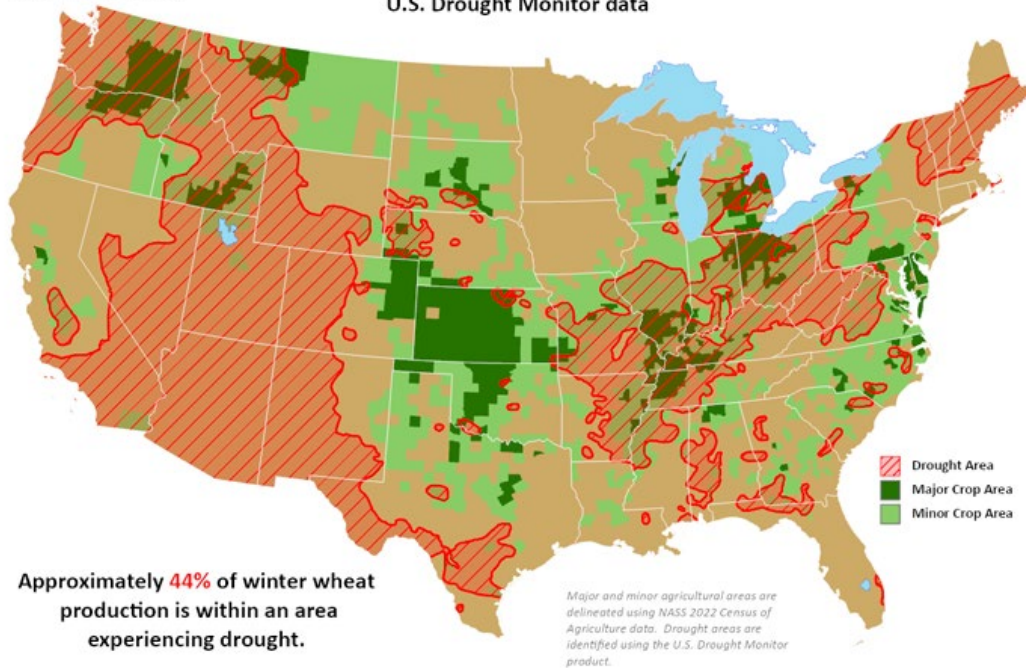 U.S. Drought Monitor data
Drought Area
Major Crop Area
Minor Crop Area
Approximately 44% of winter wheat
production is within an area
experiencing drought.
Major and minor agricultural areas are
delineated using NASS 2022 Census of
Agriculture data. Drought areas are
identified using the U.S. Drought Monitor
product.